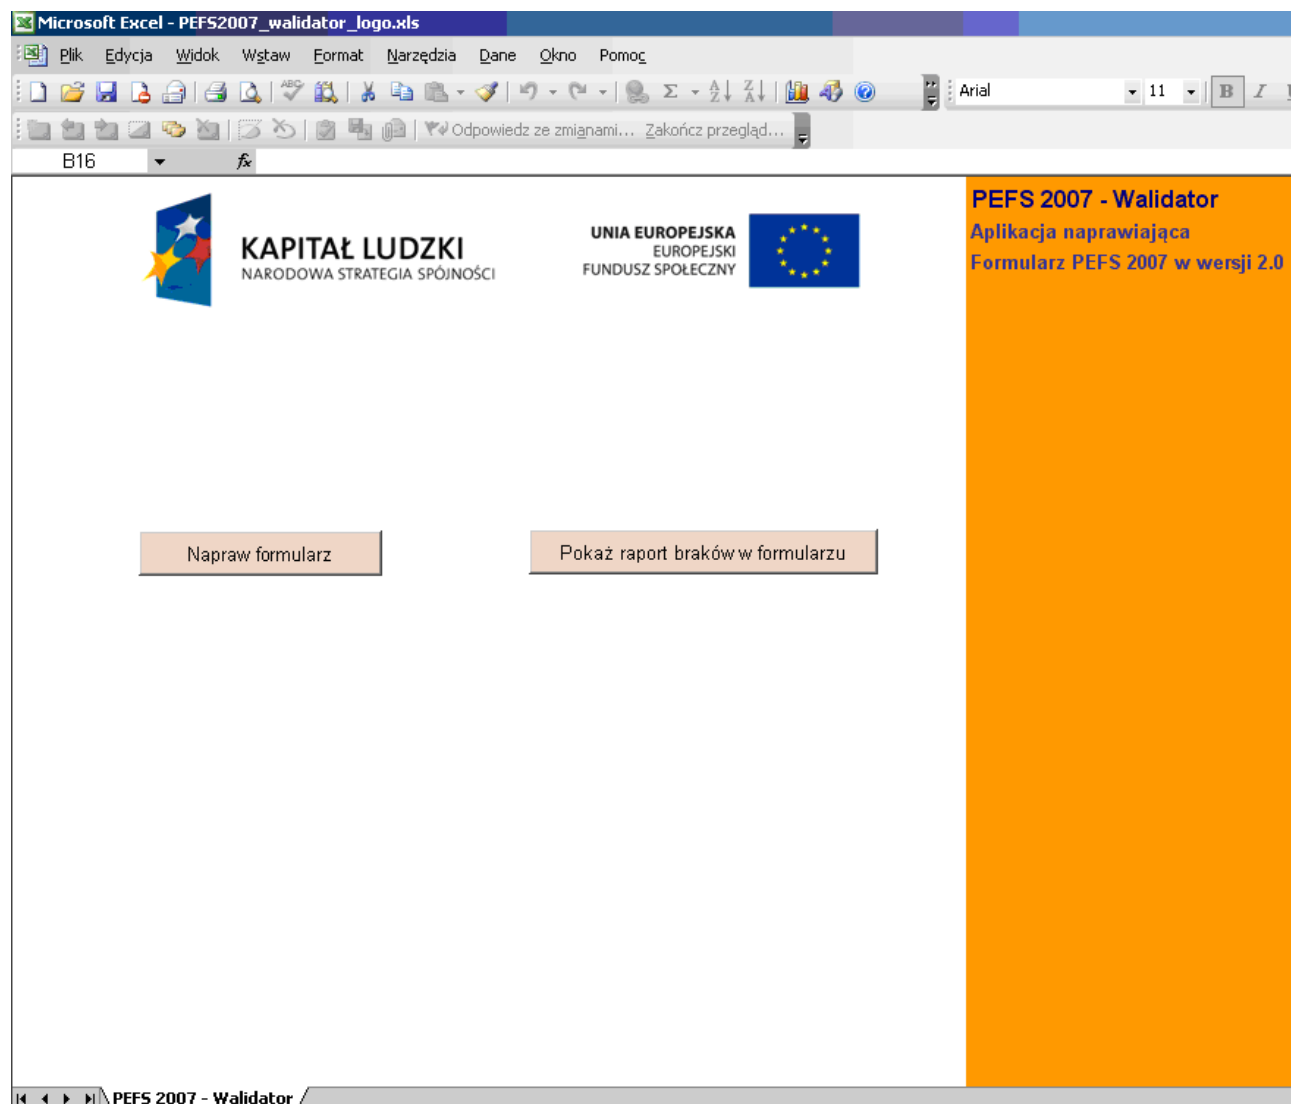 Microsoft Excel - PEFS2007_walidator_logo.xls
Plik Edycja Widok Wstaw Format Narzędzia Dane Okno Pomoc
Arial 11 B I
Odpowiedz ze zmianami... Zakończ przegląd...
B16 fx
PEFS 2007 - Walidator
Aplikacja naprawiająca
Formularz PEFS 2007 w wersji 2.0
KAPITAŁ LUDZKI
NARODOWA STRATEGIA SPÓJNOŚCI
UNIA EUROPEJSKA
EUROPEJSKI
FUNDUSZ SPOŁECZNY
Napraw formularz
Pokaż raport braków w formularzu
PEFS 2007 - Walidator